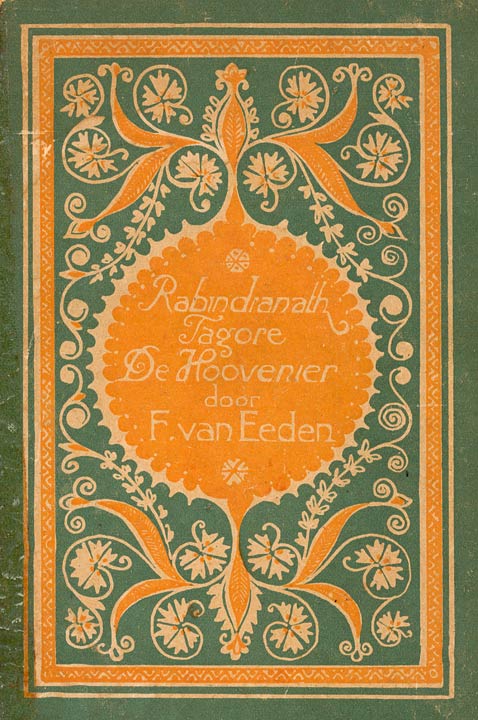 Rabindranath
Tagore
De Hoovenier
door
F. van Eeden